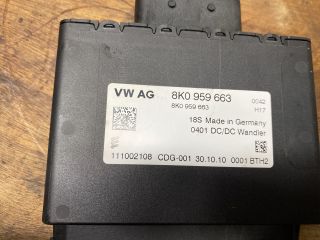 VW AG 8K0 959 663 0042
8K0 959 663 H17
18S Made in Germany
0401 DC/DC Wandler
111002108 CDG-001 30.10.10 0001 BTH2